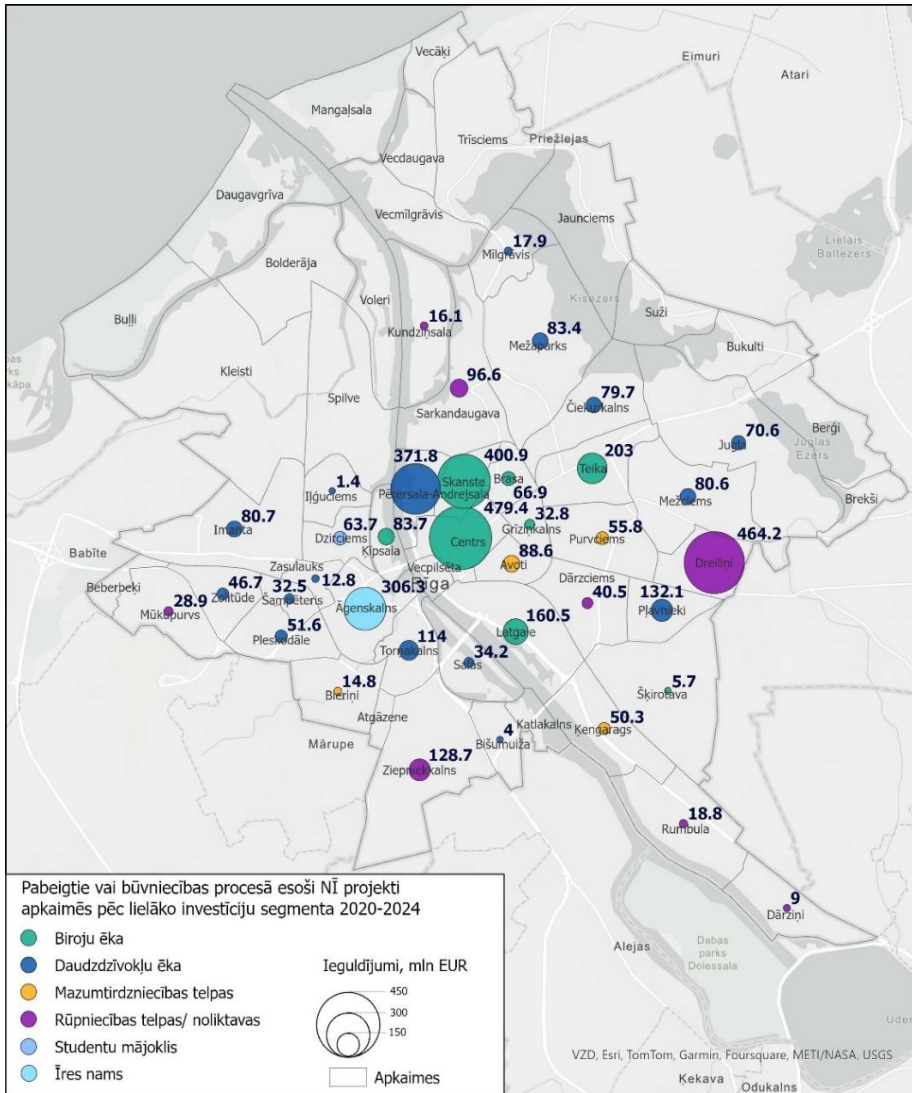 Vecāķi
Eimuri
Atari
Mangaļsala
Trīsciems
Priežlejas
Vecdaugava
Daugavgrīva
Vecmīlgrāvis
Jaunciems
17.9
Mīlgrāvis
Lielais
Baltezers
Bolderāja
Voleri
Ķīsezers
Suži
Buļļi
16.1
Kundziņsala
83.4
Mežaparks
Bukulti
Kleisti
96.6
Spilve
Sarkandaugava
79.7
Čiekurkalns
70.6
Jugla
Berģi
Juglas
Ezers
371.8
400.9
203
Skanste
Brasa
Teika
Pētersala-Andrejsala
66.9
80.6
Mežciems
Brekši
1.4
Iļģuciems
479.4
32.8
Grīziņkalns
80.7
Imanta
63.7
Dzirciems
83.7
Ķīpsala
Centrs
55.8
Purvciems
464.2
Dreiliņi
Babīte
88.6
Avoti
Zasulauks
12.8
Vecpilsēta
Rīga
Dārzciems
Beberbeķi
46.7
Zolitūde
32.5
Šampēteris
306.3
Āgenskalns
40.5
132.1
Pļavnieki
28.9
Mūkupurvs
51.6
Pleskodāle
160.5
Latgale
114
Torņakalns
34.2
Salas
14.8
Bieriņi
5.7
Šķirotava
Atgāzene
50.3
Ķengarags
Katlakalns
4
Bišumuiža
Mārupe
128.7
Ziepniekkalns
18.8
Rumbula
9
Dārziņi
Alejas
Dabas
parks
Dolessala
Pabeigtie vai būvniecības procesā esoši NĪ projekti
apkaimēs pēc lielāko investīciju segmenta 2020-2024
Biroju ēka
Daudzdzīvokļu ēka
Mazumtirdzniecības telpas
Rūpniecības telpas/ noliktavas
Studentu mājoklis
Īres nams
Ieguldījumi, mln EUR
450
300
150
Apkaimes
VZD, Esri, TomTom, Garmin, Foursquare, METI/NASA, USGS
Ķekava
Odukalns